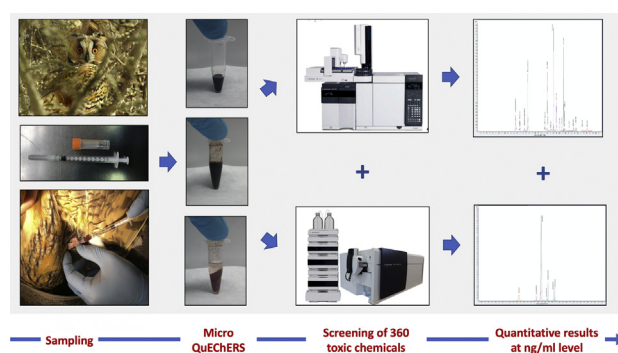 Sampling
Micro
QuEChERS
Screening of 360
toxic chemicals
Quantitative results
at ng/ml level